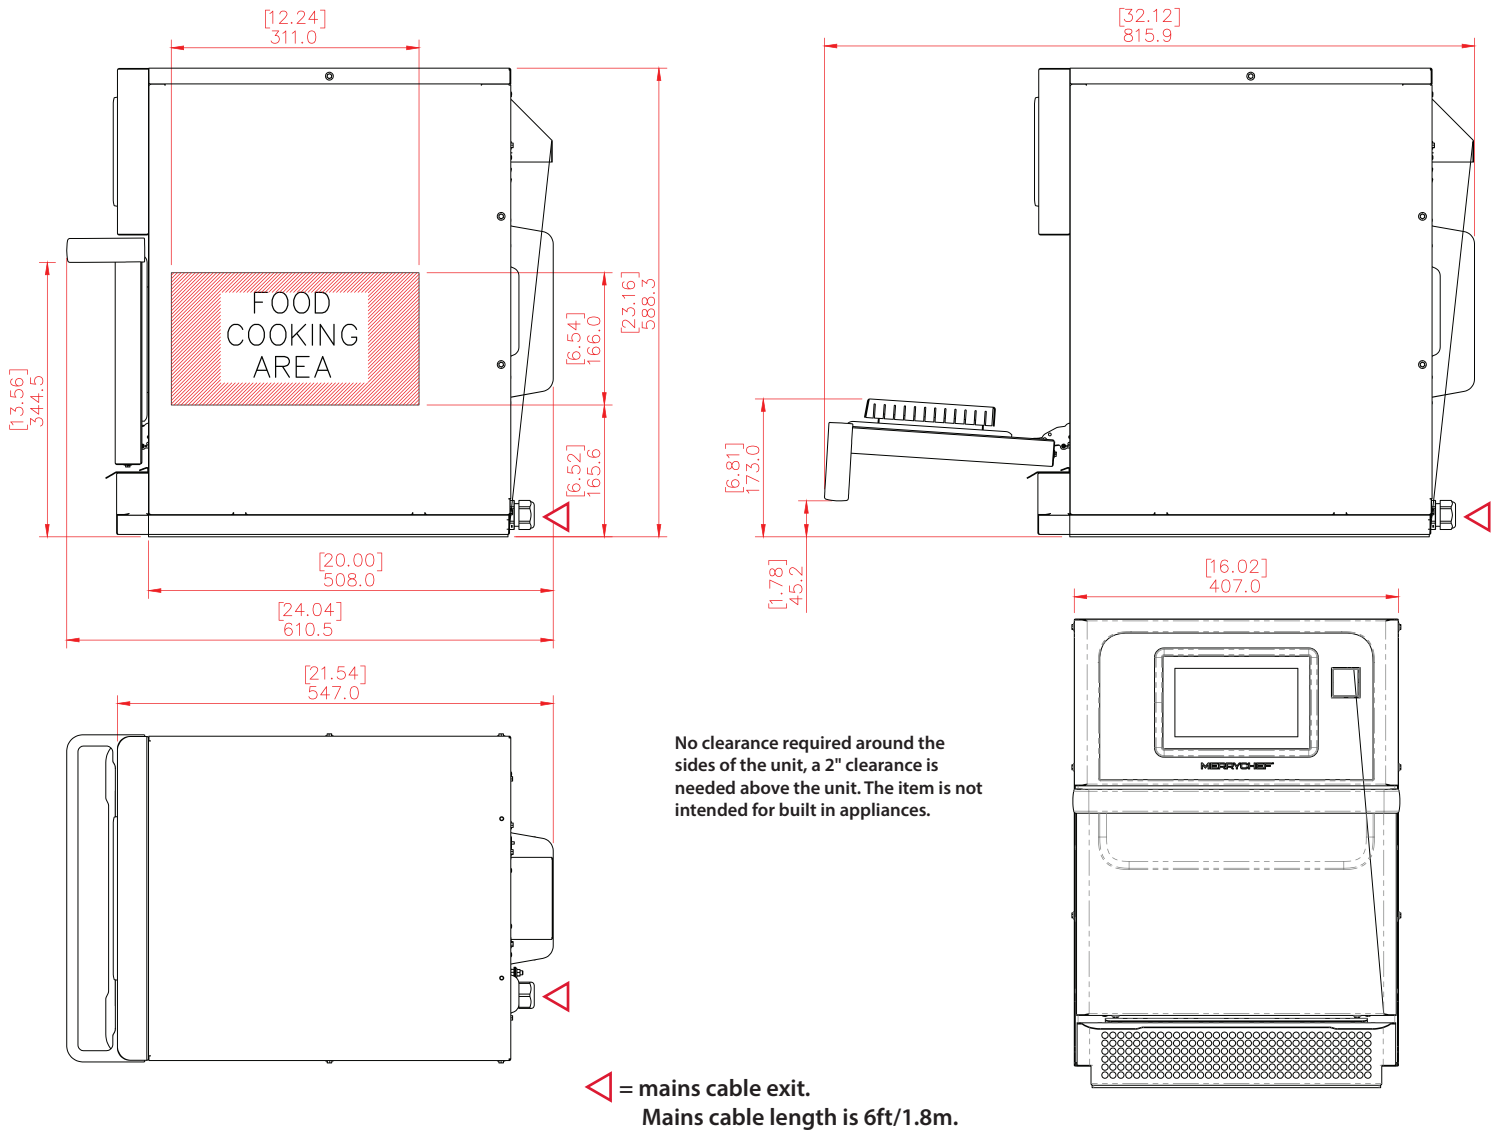 [12.24]
311.0
[32.12]
815.9
FOOD
COOKING
AREA
[13.56]
344.5
[6.54]
166.0
[23.16]
588.3
[6.52]
165.6
[6.81]
173.0
[1.78]
45.2
[20.00]
508.0
[24.04]
610.5
[16.02]
407.0
[21.54]
547.0
No clearance required around the
sides of the unit, a 2" clearance is
needed above the unit. The item is not
intended for built in appliances.
MERRYCHEF
= mains cable exit.
Mains cable length is 6ft/1.8m.